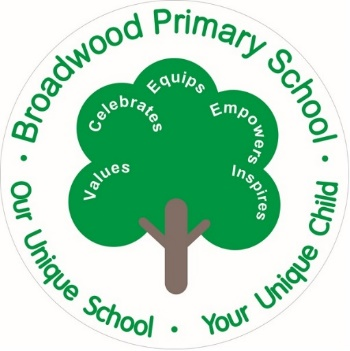 · Broadwood Primary School ·
Values
Celebrates
Equips
Empowers
Inspires
Our Unique School · Your Unique Child